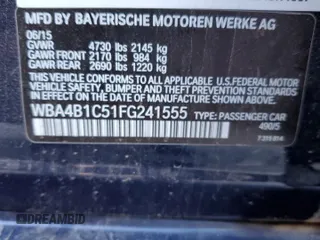 MFD BY BAYERISCHE MOTOREN WERKE AG
06/15
GVWR 4730 lbs 2145 kg
GAWR FRONT 2170 lbs 984 kg
GAWR REAR 2690 lbs 1220 kg
THIS VEHICLE CONFORMS TO ALL APPLICABLE U.S. FEDERAL MOTOR
VEHICLE SAFETY, BUMPER, AND THEFT PREVENTION STANDARDS
IN EFFECT ON THE DATE OF MANUFACTURE SHOWN ABOVE.
WBA4B1C51FG241555 TYPE: PASSENGER CAR
490/5
AUTOBIDMASTER